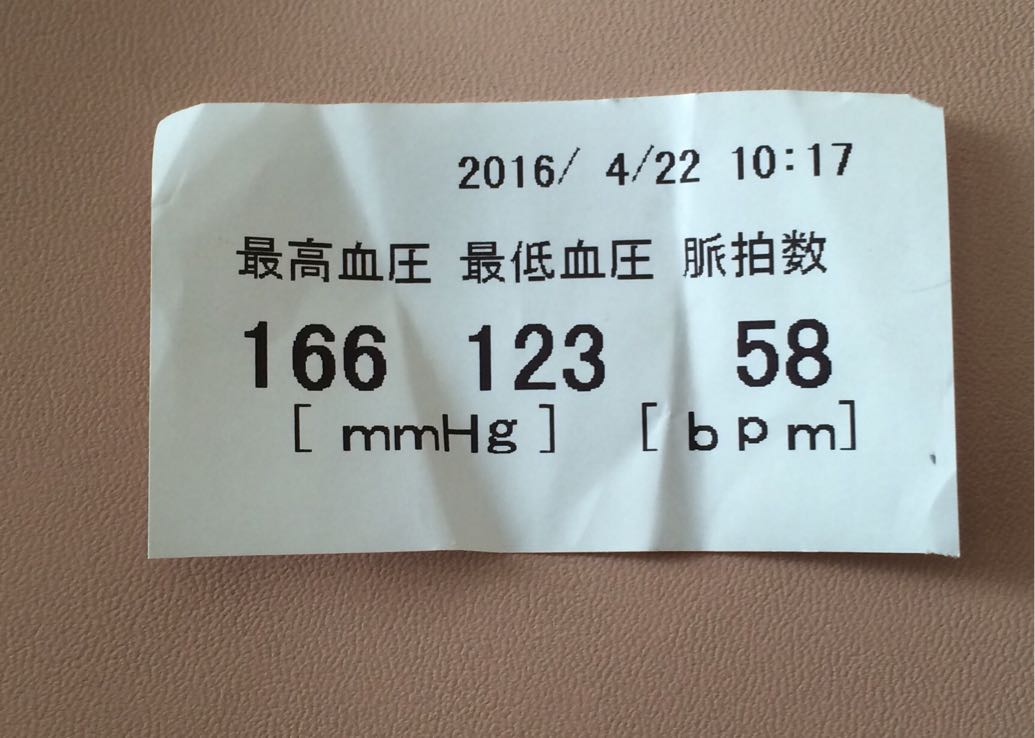 2016/ 4/22 10:17
最高血圧 最低血圧 脈拍数
166 123 58
[ mmHg ] [ bpm]